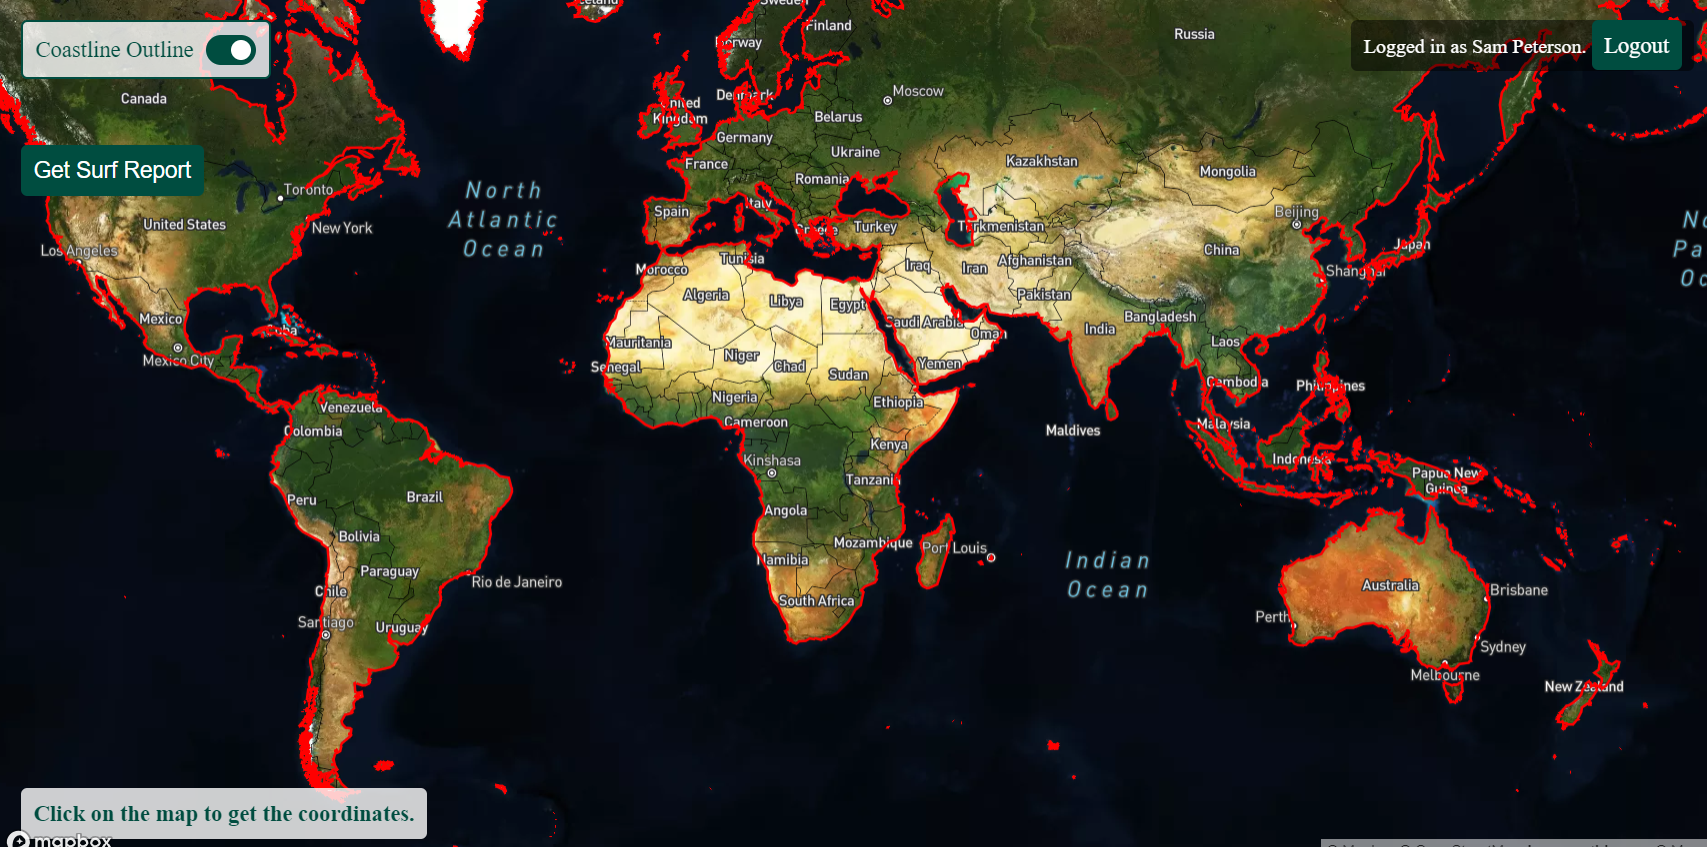 Coastline Outline
Logged in as Sam Peterson.
Logout
Get Surf Report
Sweden
Finland
Norway
Russia
Canada
Denmark
Moscow
United
Kingdom
Belarus
Germany
Ukraine
France
Kazakhstan
Mongolia
Romania
Toronto
North
Atlantic
Ocean
Spain
Italy
Beijing
United States
New York
Greece
Turkey
Turkmenistan
Los Angeles
China
Japan
Tunisia
Morocco
Iraq
Iran
Afghanistan
Shanghai
Algeria
Libya
Egypt
Pakistan
Mexico
Cuba
Saudi Arabia
Bangladesh
India
Oman
Mauritania
Laos
Mexico City
Niger
Chad
Sudan
Yemen
Senegal
Cambodia
Philippines
Nigeria
Ethiopia
Venezuela
Colombia
Cameroon
Maldives
Malaysia
Kenya
Kinshasa
Indonesia
Papua New
Guinea
Tanzani
Peru
Brazil
Angola
Bolivia
Mozambique
Port Louis
Namibia
Indian
Ocean
Paraguay
Rio de Janeiro
Chile
South Africa
Australia
Brisbane
Santiago
Uruguay
Perth
Sydney
Melbourne
New Zealand
No
Pa
Oc
Click on the map to get the coordinates.
mapbox